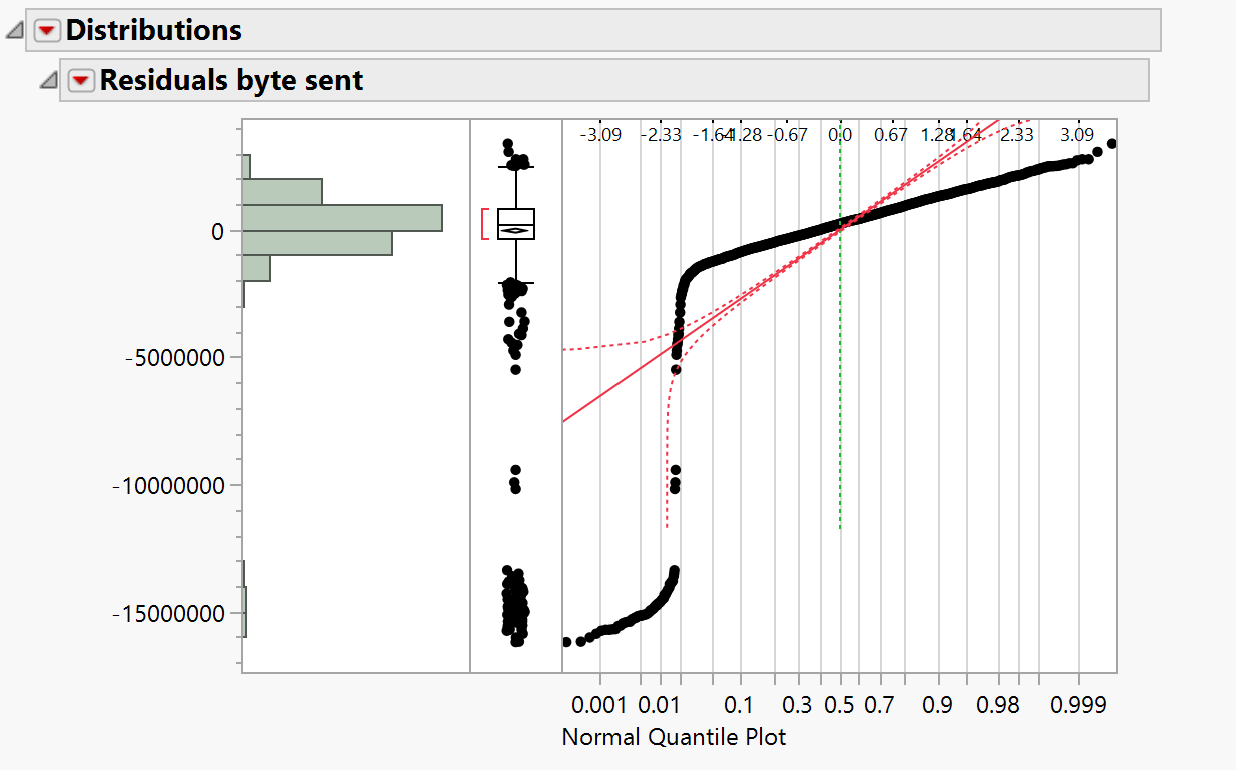 Distributions
Residuals byte sent
-3.09 -2.33 -1.64 -1.28 -0.67 0.0 0.67 1.28 1.64 2.33 3.09
0
-5000000
-10000000
-15000000
0.001 0.01 0.1 0.3 0.5 0.7 0.9 0.98 0.999
Normal Quantile Plot